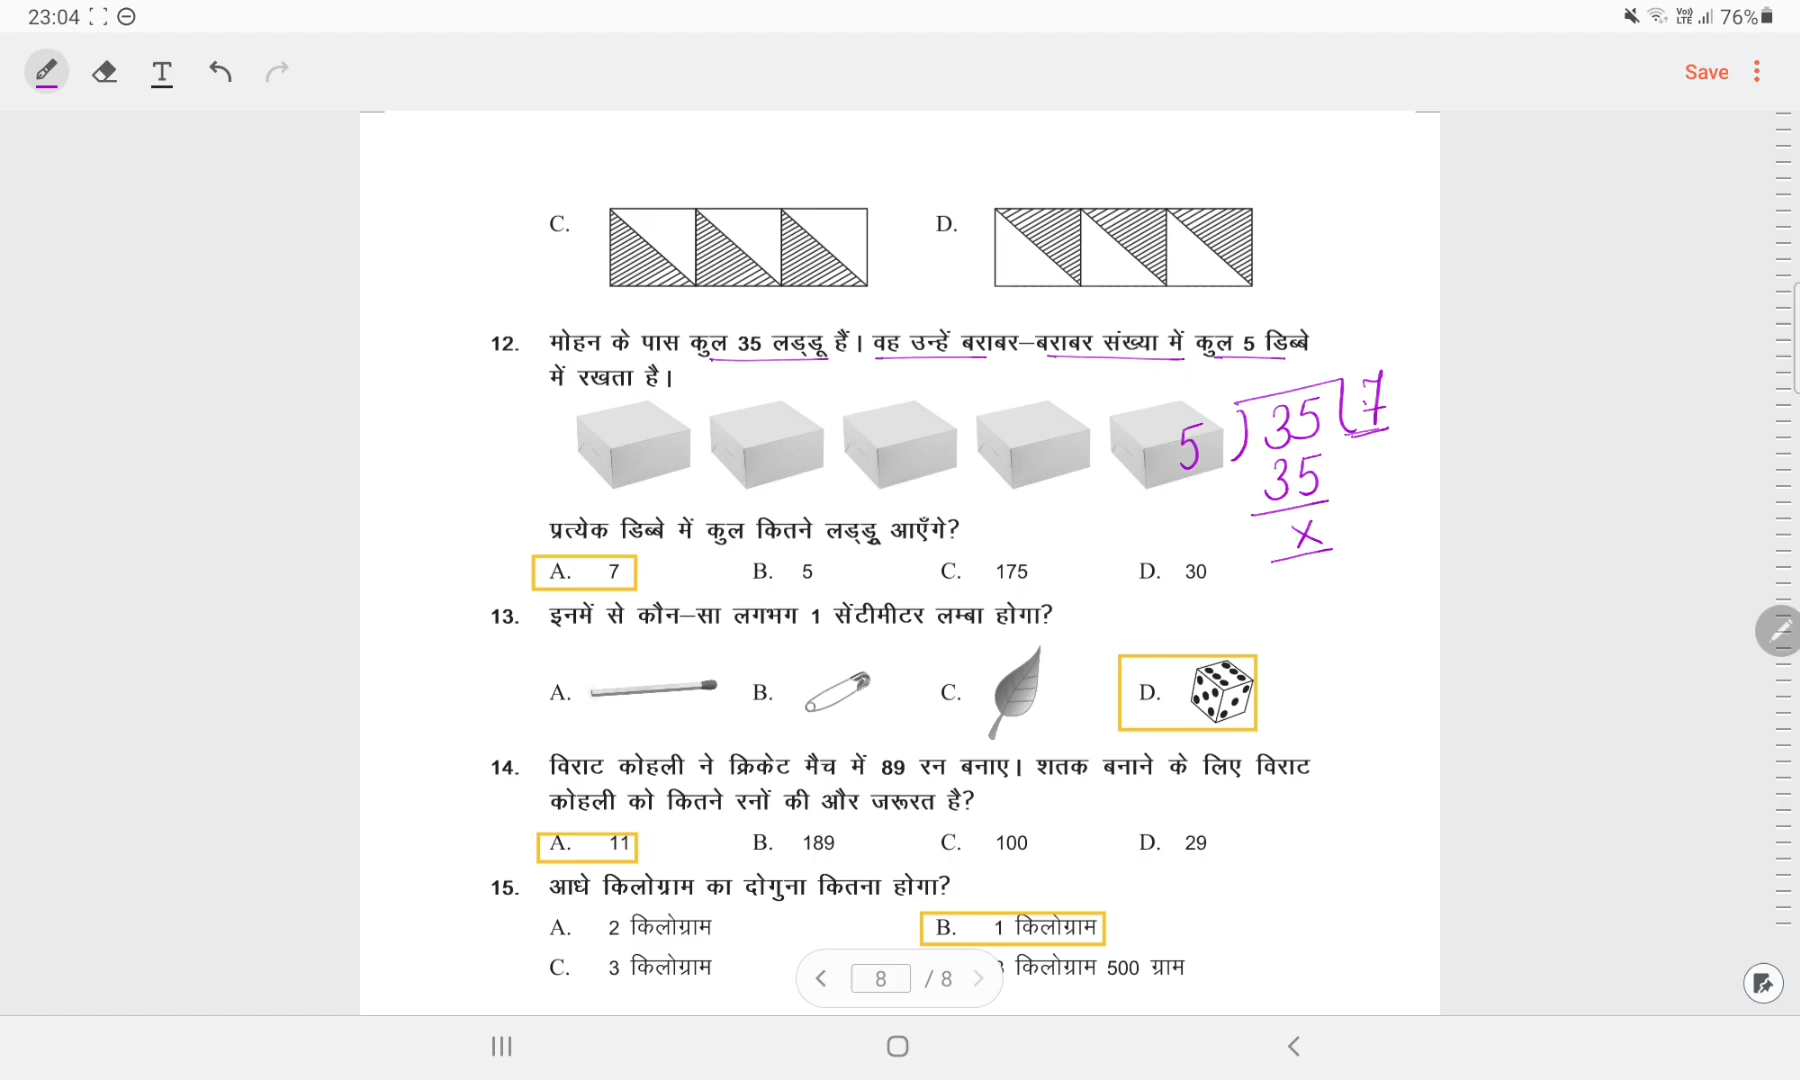 23:04
Vo)) LTE 76%
T Save
C. D.
12. मोहन के पास कुल 35 लड्डू हैं। वह उन्हें बराबर–बराबर संख्या में कुल 5 डिब्बे
में रखता है।
5 ) 35 ( 7
35
x
प्रत्येक डिब्बे में कुल कितने लड्डू आएँगे?
A. 7 B. 5 C. 175 D. 30
13. इनमें से कौन–सा लगभग 1 सेंटीमीटर लम्बा होगा?
A. B. C. D.
14. विराट कोहली ने क्रिकेट मैच में 89 रन बनाए। शतक बनाने के लिए विराट
कोहली को कितने रनों की और जरूरत है?
A. 11 B. 189 C. 100 D. 29
15. आधे किलोग्राम का दोगुना कितना होगा?
A. 2 किलोग्राम B. 1 किलोग्राम
C. 3 किलोग्राम किलोग्राम 500 ग्राम
8 / 8